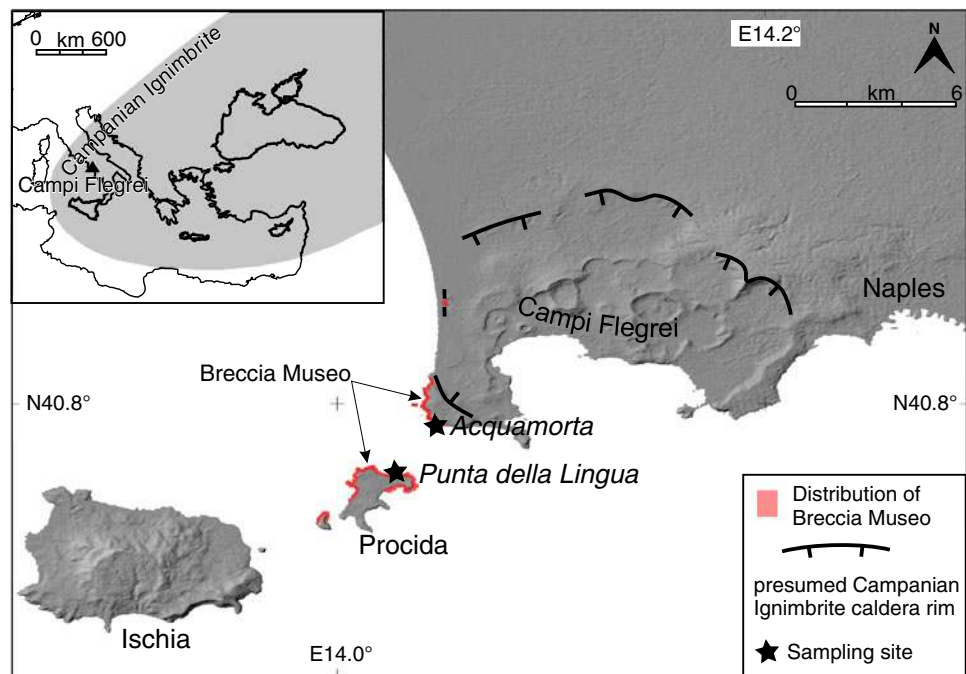 0 km 600
Campanian Ignimbrite
Campi Flegrei
E14.2°
N
0 km 6
Naples
Campi Flegrei
Breccia Museo
N40.8°
N40.8°
Acquamorta
Punta della Lingua
Procida
Ischia
E14.0°
Distribution of
Breccia Museo
presumed Campanian
Ignimbrite caldera rim
Sampling site